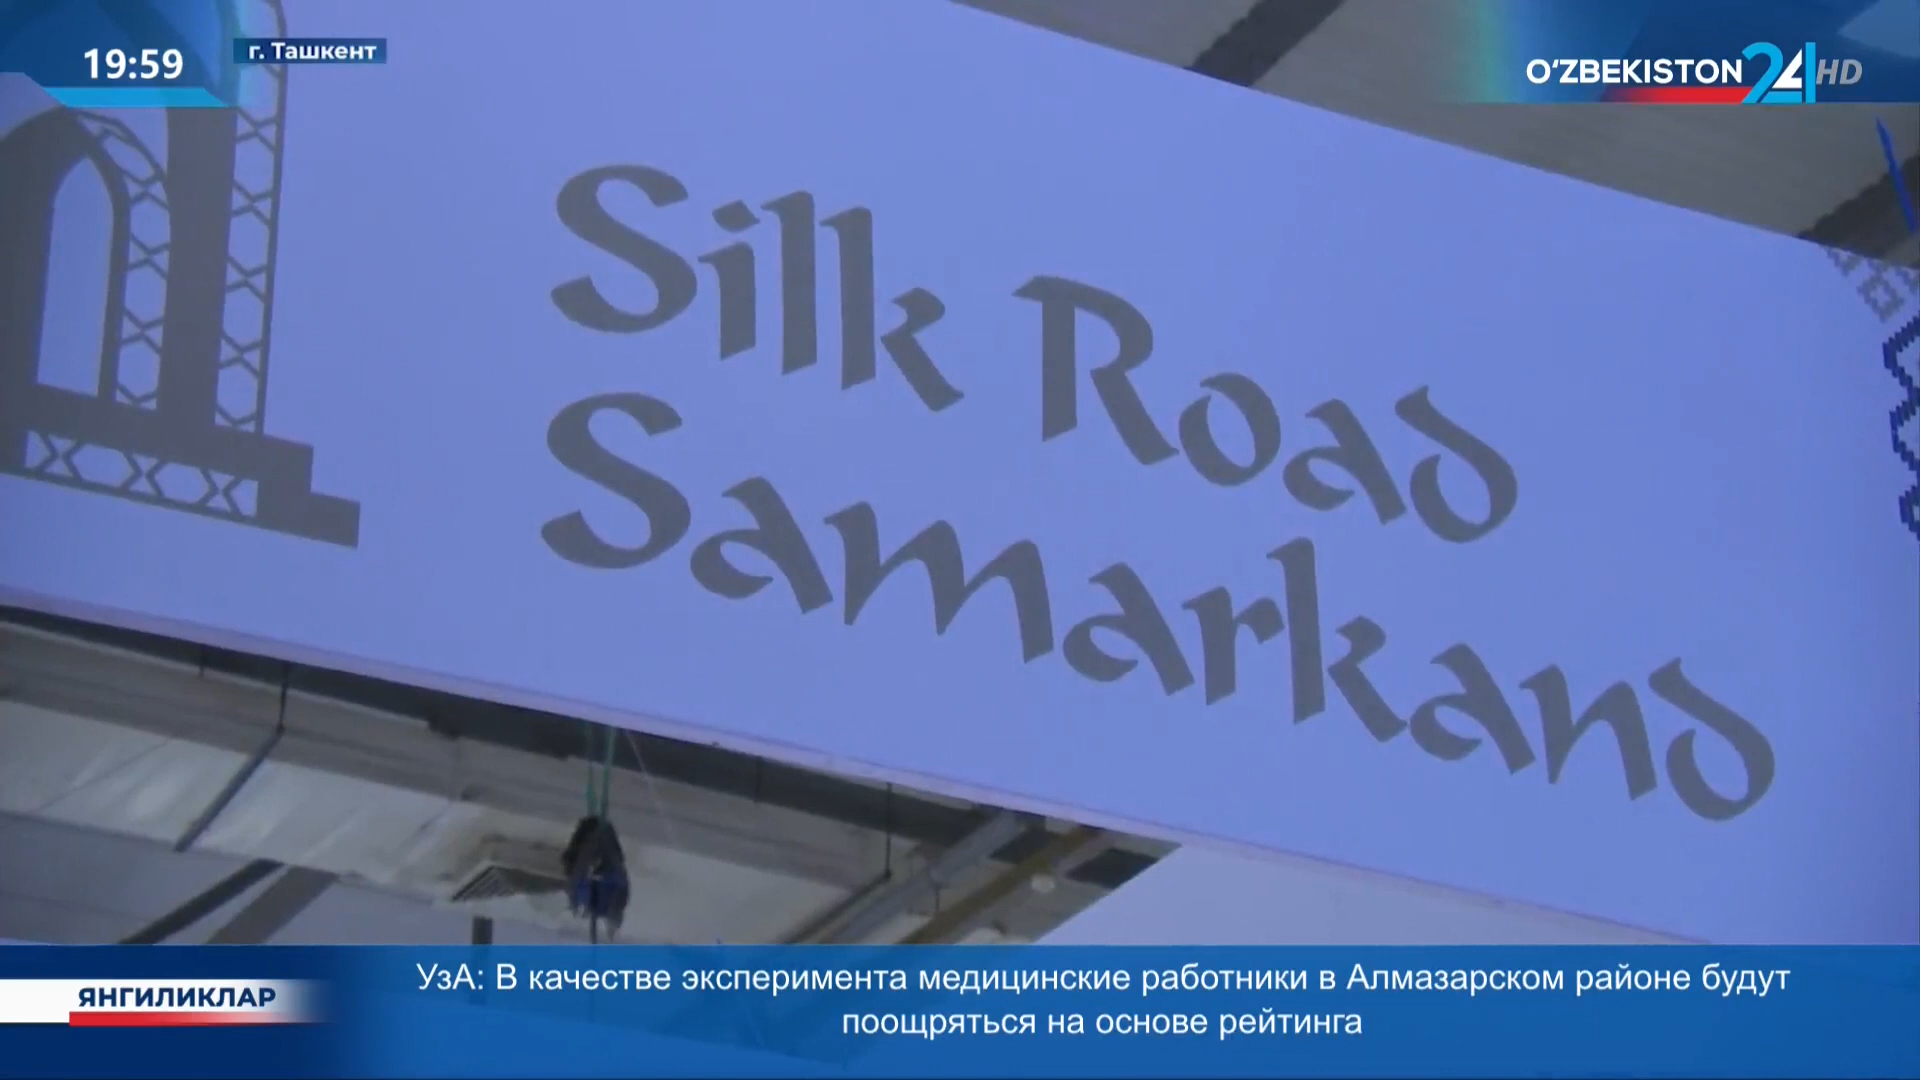 19:59
г. Ташкент
O‘ZBEKISTON 24 HD
Silk Road
Samarkand
ЯНГИЛИКЛАР
УзА: В качестве эксперимента медицинские работники в Алмазарском районе будут
поощряться на основе рейтинга